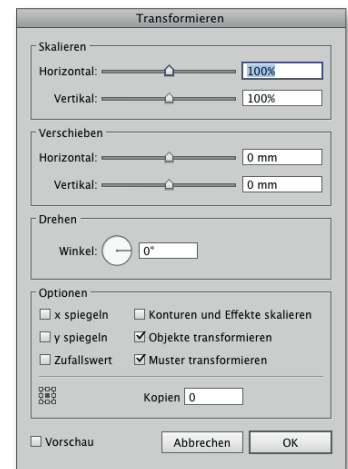 Transformieren
Skalieren
Horizontal: 100%
Vertikal: 100%
Verschieben
Horizontal: 0 mm
Vertikal: 0 mm
Drehen
Winkel: 0°
Optionen
x spiegeln Konturen und Effekte skalieren
y spiegeln Objekte transformieren
Zufallswert Muster transformieren
Kopien 0
Vorschau Abbrechen OK